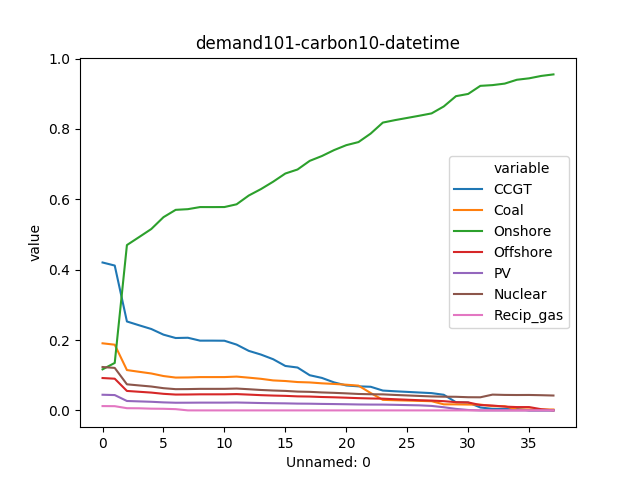 demand101-carbon10-datetime
1.0
0.8
0.6
0.4
0.2
0.0
value
variable
CCGT
Coal
Onshore
Offshore
PV
Nuclear
Recip_gas
0 5 10 15 20 25 30 35
Unnamed: 0